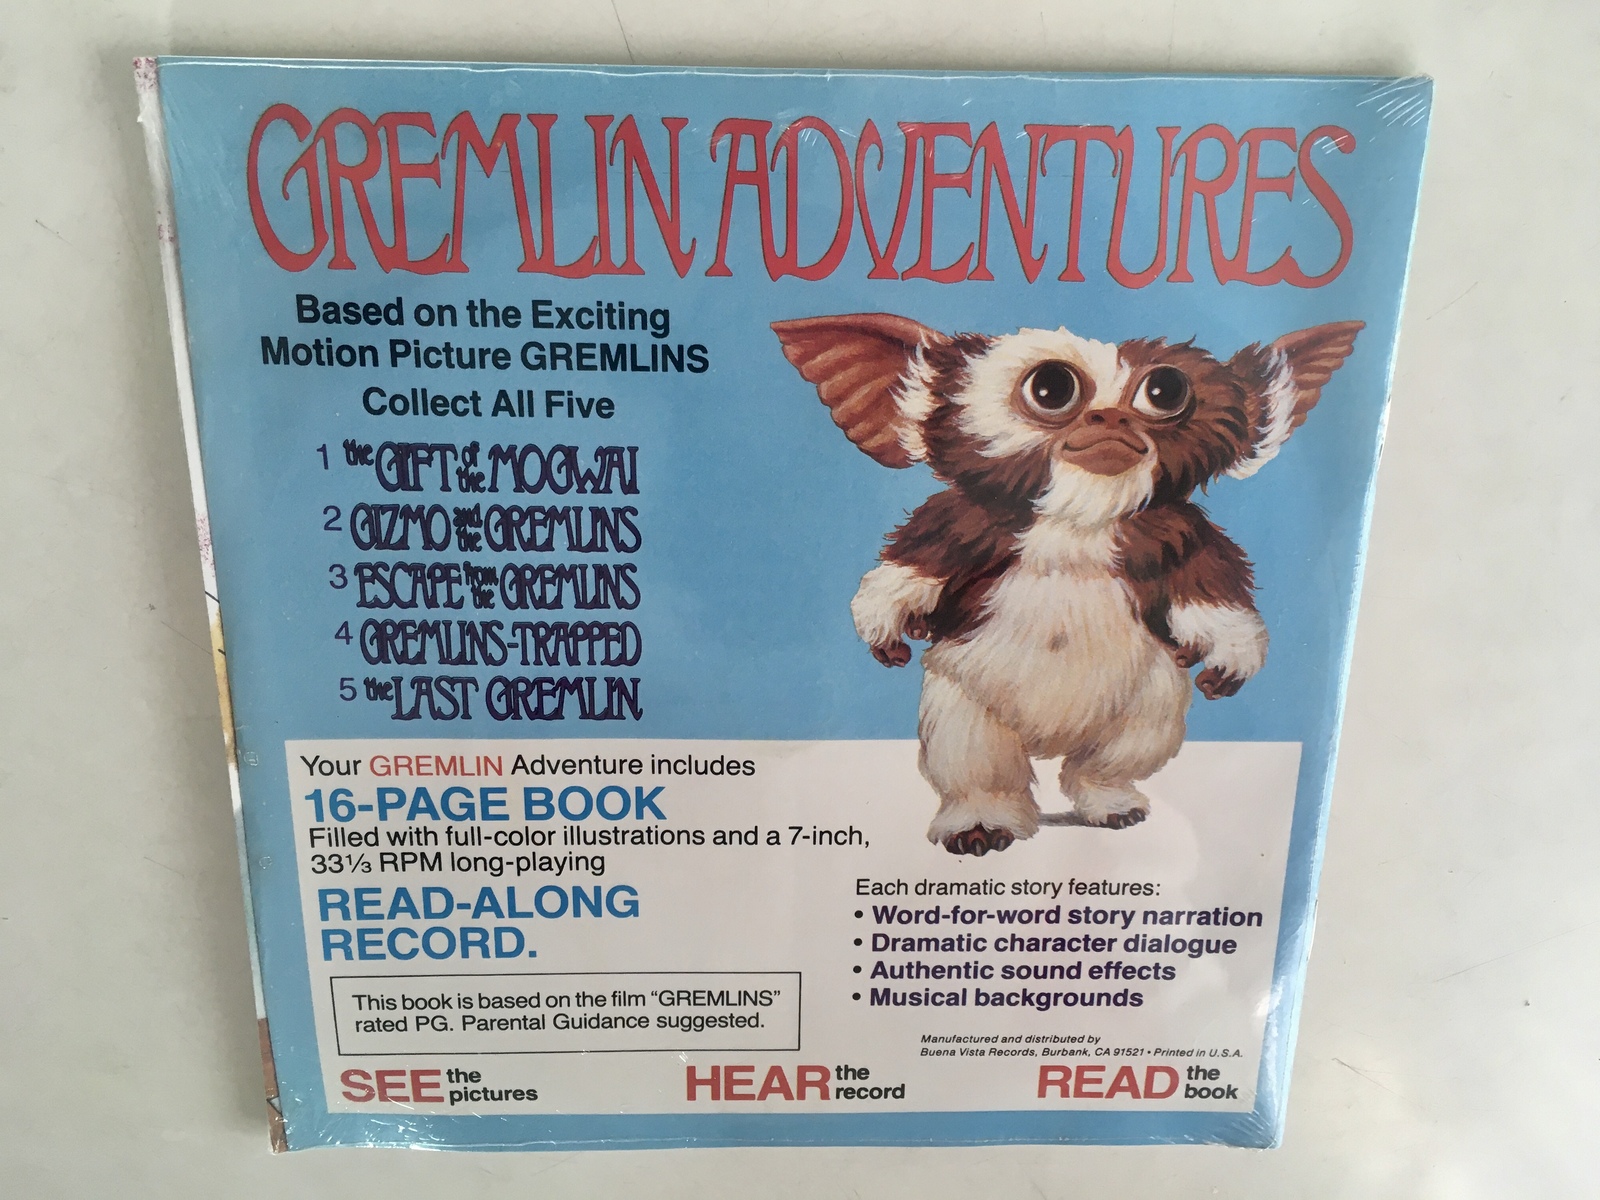 GREMLIN ADVENTURES
Based on the Exciting
Motion Picture GREMLINS
Collect All Five
1 the GIFT of the MOGWAI
2 GIZMO and the GREMLINS
3 ESCAPE from the GREMLINS
4 GREMLINS-TRAPPED
5 the LAST GREMLIN
Your GREMLIN Adventure includes
16-PAGE BOOK
Filled with full-color illustrations and a 7-inch,
33⅓ RPM long-playing
READ-ALONG
RECORD.
This book is based on the film “GREMLINS”
rated PG. Parental Guidance suggested.
Each dramatic story features:
• Word-for-word story narration
• Dramatic character dialogue
• Authentic sound effects
• Musical backgrounds
Manufactured and distributed by
Buena Vista Records, Burbank, CA 91521 • Printed in U.S.A.
SEE the pictures
HEAR the record
READ the book